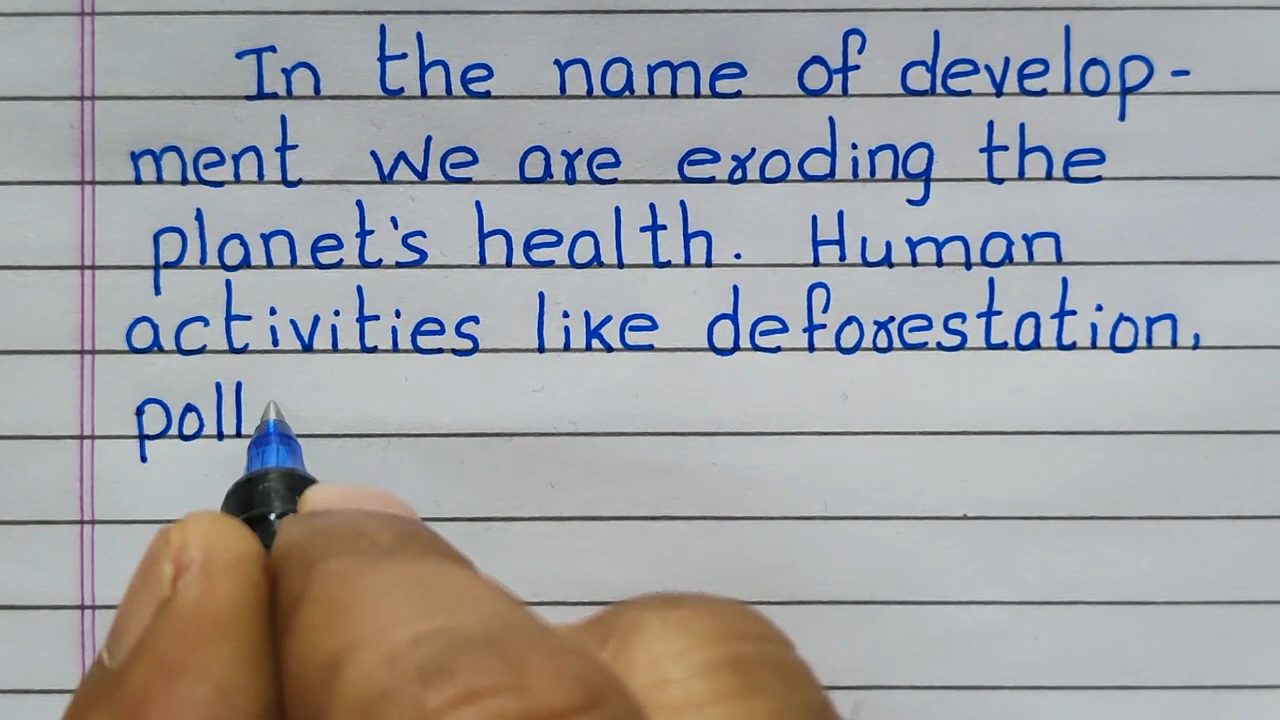 In the name of develop-
ment we are eroding the
planet's health. Human
activities like deforestation,
poll